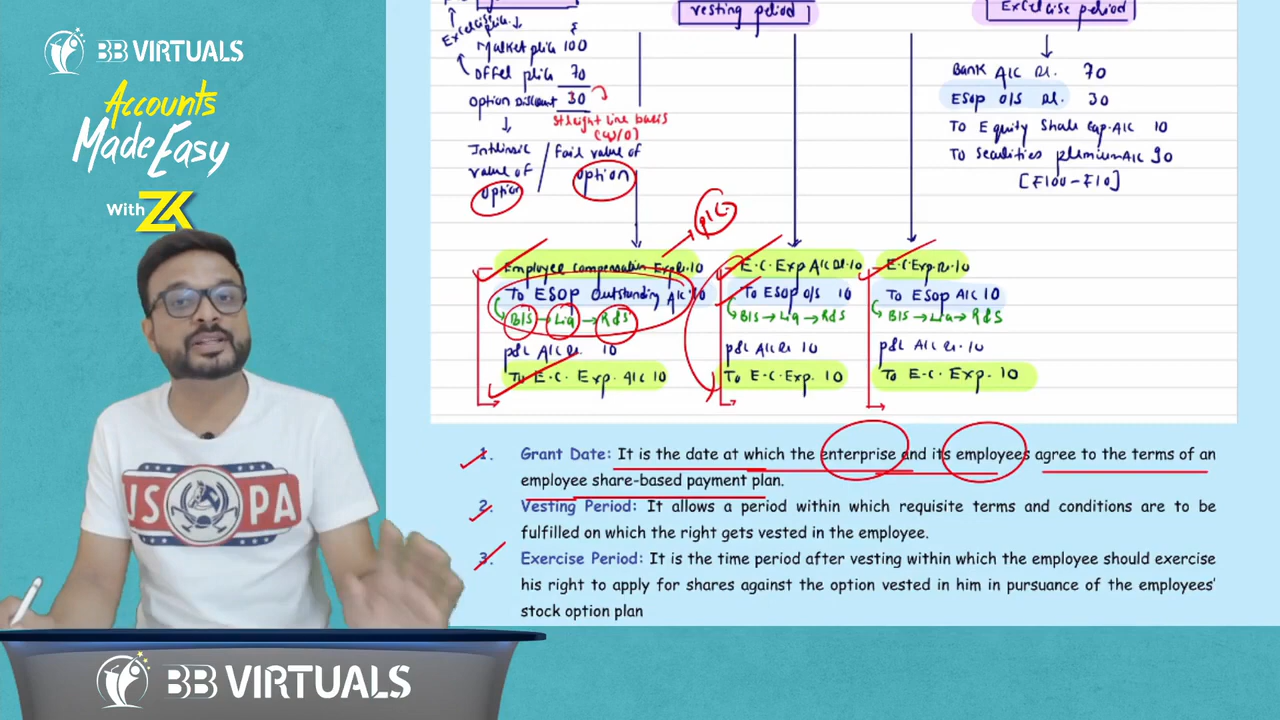 BB VIRTUALS
Accounts
Made Easy
With ZK
Vesting period
Exercise period
Exercise price
Market price 100
Offer price 70
Option Discount 30
Straight line basis
(w/o)
Intrinsic value of option / Fair value of option
Bank A/c Dr. 70
ESOP o/s Dr. 30
To Equity Share Cap. A/c 10
To Securities premium A/c 90
[₹100 - ₹10]
P/L
Employee compensation Exp Dr. 10
To ESOP Outstanding A/c 10
B/S → Liq → R&S
P&L A/c Dr. 10
To E.C. Exp. A/c 10
E.C. Exp A/c Dr. 10
To ESOP o/s 10
B/S → Liq → R&S
P&L A/c Dr 10
To E.C. Exp. 10
E.C. Exp. Dr. 10
To ESOP A/c 10
B/S → Liq → R&S
P&L A/c Dr. 10
To E.C. Exp. 10
1. Grant Date: It is the date at which the enterprise and its employees agree to the terms of an
employee share-based payment plan.
2. Vesting Period: It allows a period within which requisite terms and conditions are to be
fulfilled on which the right gets vested in the employee.
3. Exercise Period: It is the time period after vesting within which the employee should exercise
his right to apply for shares against the option vested in him in pursuance of the employees'
stock option plan
USPA
BB VIRTUALS